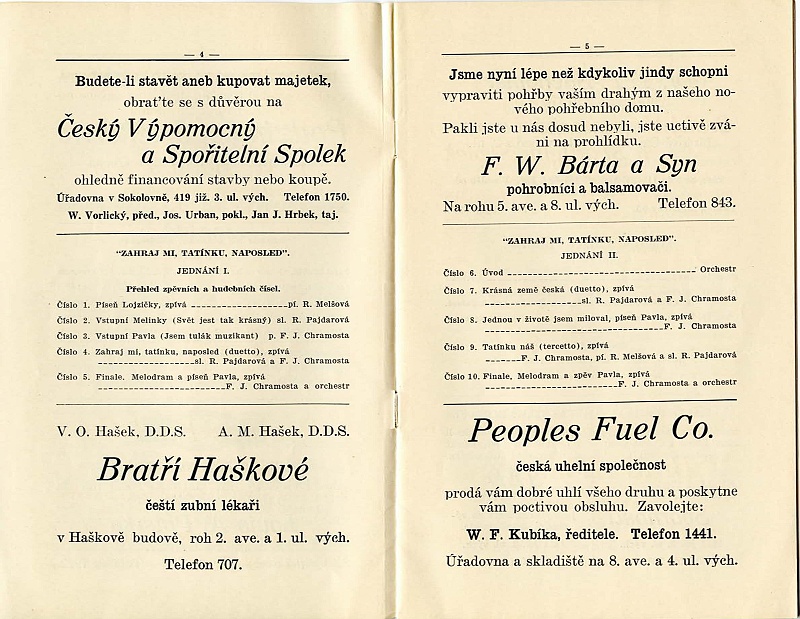 — 4 —
Budete-li stavět aneb kupovat majetek,
obraťte se s důvěrou na
Český Výpomocný
a Spořitelní Spolek
ohledně financování stavby nebo koupě.
Úřadovna v Sokolovně, 419 již. 3. ul. vých. Telefon 1750.
W. Vorlický, před., Jos. Urban, pokl., Jan J. Hrbek, taj.
"ZAHRAJ MI, TATÍNKU, NAPOSLED".
JEDNÁNÍ I.
Přehled zpěvních a hudebních čísel.
Číslo 1. Píseň Lojzičky, zpívá ---------------------pí. R. Melšová
Číslo 2. Vstupní Melinky (Svět jest tak krásný) sl. R. Pajdarová
Číslo 3. Vstupní Pavla (Jsem tulák muzikant) p. F. J. Chramosta
Číslo 4. Zahraj mi, tatínku, naposled (duetto), zpívá
---------------------sl. R. Pajdarová a F. J. Chramosta
Číslo 5. Finale. Melodram a píseň Pavla, zpívá
---------------------------F. J. Chramosta a orchestr
V. O. Hašek, D.D.S. A. M. Hašek, D.D.S.
Bratří Haškové
čeští zubní lékaři
v Haškově budově, roh 2. ave. a 1. ul. vých.
Telefon 707.
— 5 —
Jsme nyní lépe než kdykoliv jindy schopni
vypraviti pohřby vaším drahým z našeho no-
vého pohřebního domu.
Pakli jste u nás dosud nebyli, jste uctivě zvá-
ni na prohlídku.
F. W. Bárta a Syn
pohrobníci a balsamovači.
Na rohu 5. ave. a 8. ul. vých. Telefon 843.
"ZAHRAJ MI, TATÍNKU, NAPOSLED".
JEDNÁNÍ II.
Číslo 6. Úvod ---------------------------------------- Orchestr
Číslo 7. Krásná země česká (duetto), zpívá
---------------------sl. R. Pajdarová a F. J. Chramosta
Číslo 8. Jednou v životě jsem miloval, píseň Pavla, zpívá
--------------------------------------F. J. Chramosta
Číslo 9. Tatínku náš (tercetto), zpívá
-------F. J. Chramosta, pí. R. Melšová a sl. R. Pajdarová
Číslo 10. Finale, Melodram a zpěv Pavla, zpívá
---------------------------F. J. Chramosta a orchestr
Peoples Fuel Co.
česká uhelní společnost
prodá vám dobré uhlí všeho druhu a poskytne
vám poctivou obsluhu. Zavolejte:
W. F. Kubíka, ředitele. Telefon 1441.
Úřadovna a skladiště na 8. ave. a 4. ul. vých.